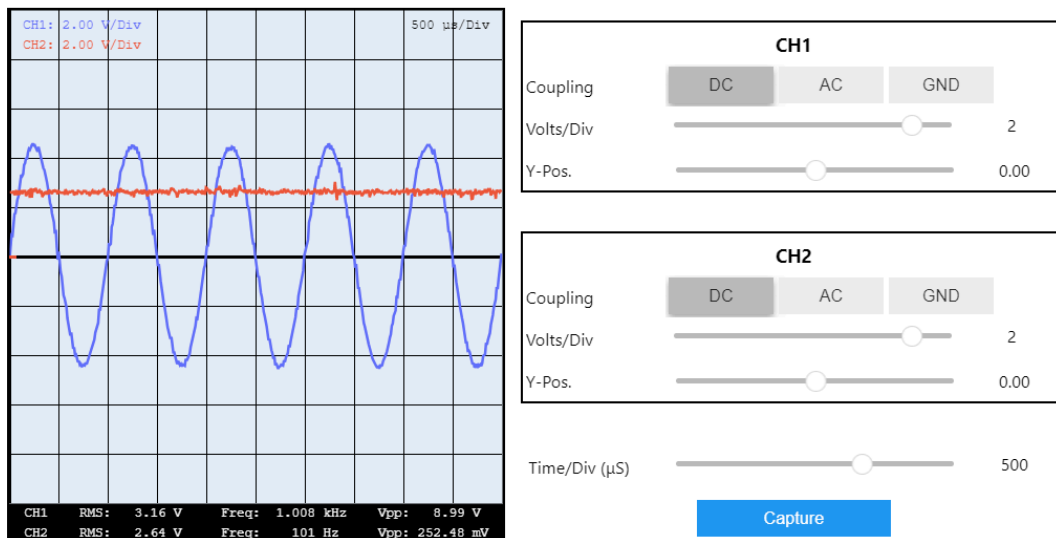 CH1: 2.00 V/Div 500 µs/Div
CH2: 2.00 V/Div
CH1 RMS: 3.16 V Freq: 1.008 kHz Vpp: 8.99 V
CH2 RMS: 2.64 V Freq: 101 Hz Vpp: 252.48 mV
CH1
Coupling DC AC GND
Volts/Div 2
Y-Pos. 0.00
CH2
Coupling DC AC GND
Volts/Div 2
Y-Pos. 0.00
Time/Div (µS) 500
Capture